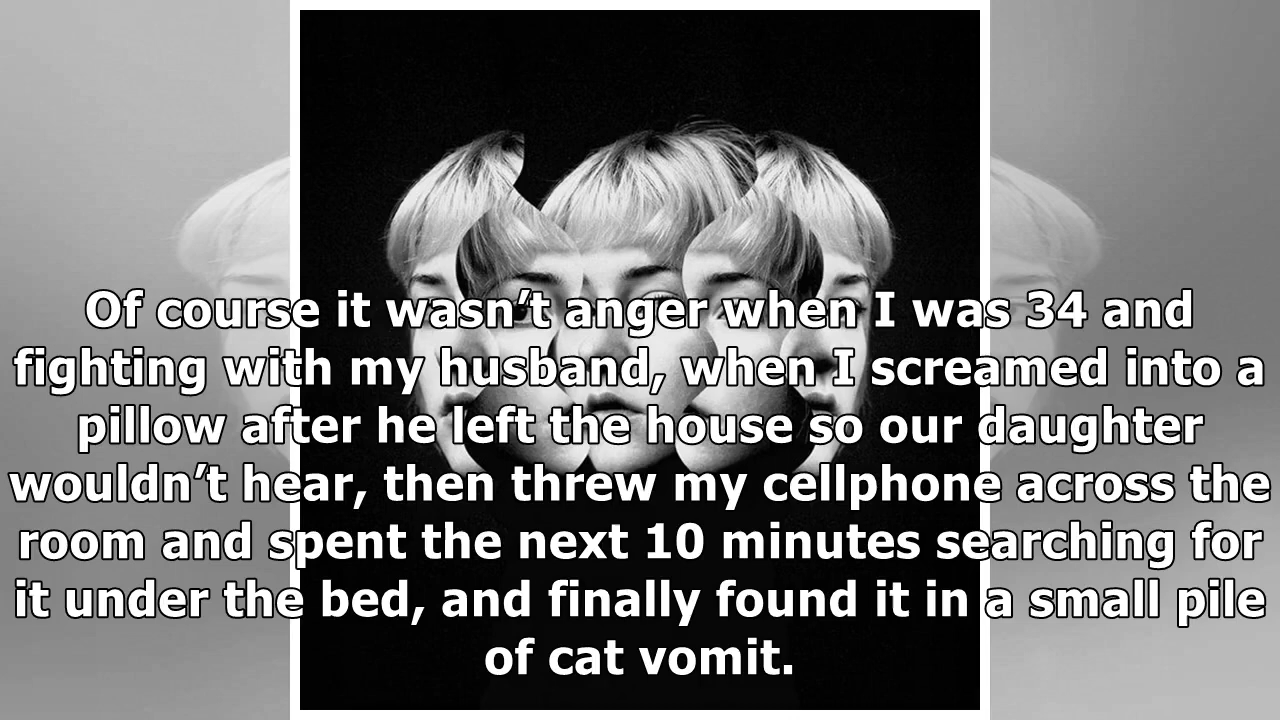 Of course it wasn’t anger when I was 34 and
fighting with my husband, when I screamed into a
pillow after he left the house so our daughter
wouldn’t hear, then threw my cellphone across the
room and spent the next 10 minutes searching for
it under the bed, and finally found it in a small pile
of cat vomit.